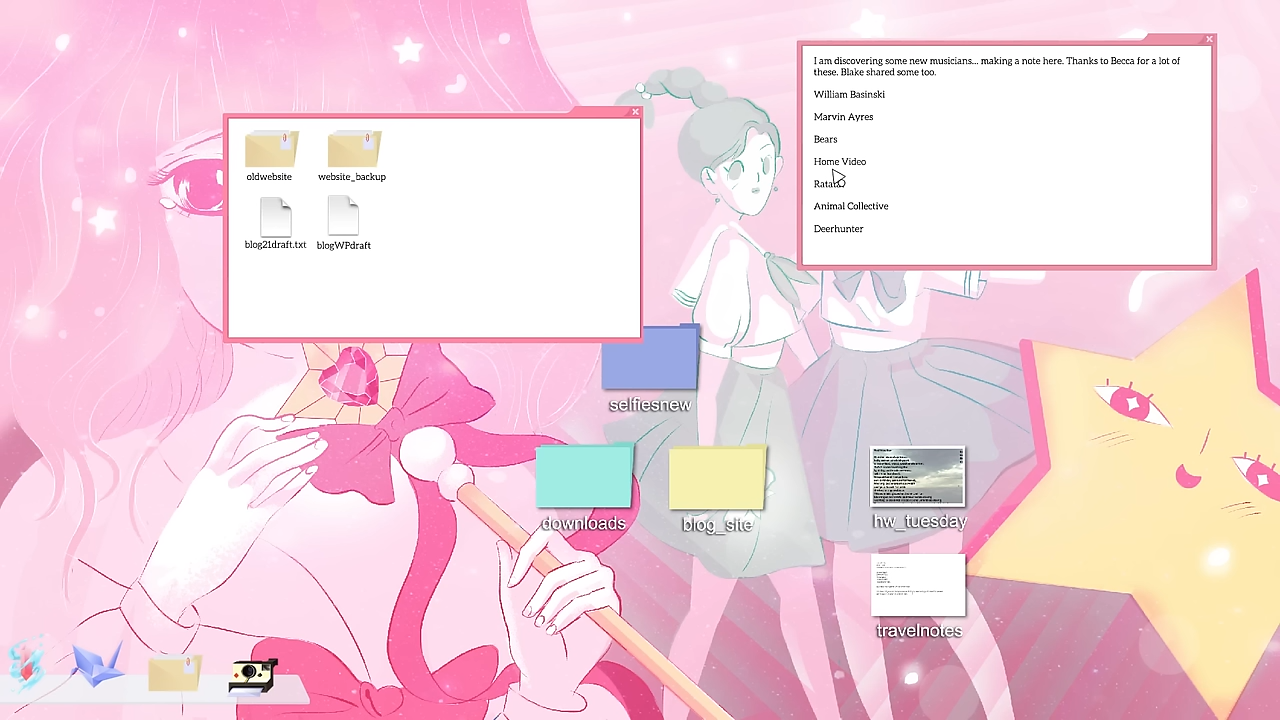 I am discovering some new musicians... making a note here. Thanks to Becca for a lot of
these. Blake shared some too.
William Basinski
Marvin Ayres
Bears
Home Video
Animal Collective
Deerhunter
oldwebsite
website_backup
blog21draft.txt
blogWPdraft
selfiesnew
downloads
blog_site
hw_tuesday
travelnotes